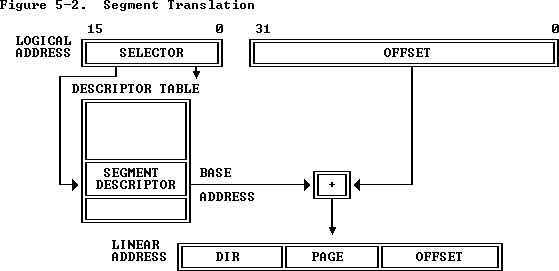 Figure 5-2.  Segment Translation
15 0 31 0
LOGICAL
ADDRESS
SELECTOR
OFFSET
DESCRIPTOR TABLE
SEGMENT
DESCRIPTOR
BASE
ADDRESS
+
LINEAR
ADDRESS
DIR PAGE OFFSET